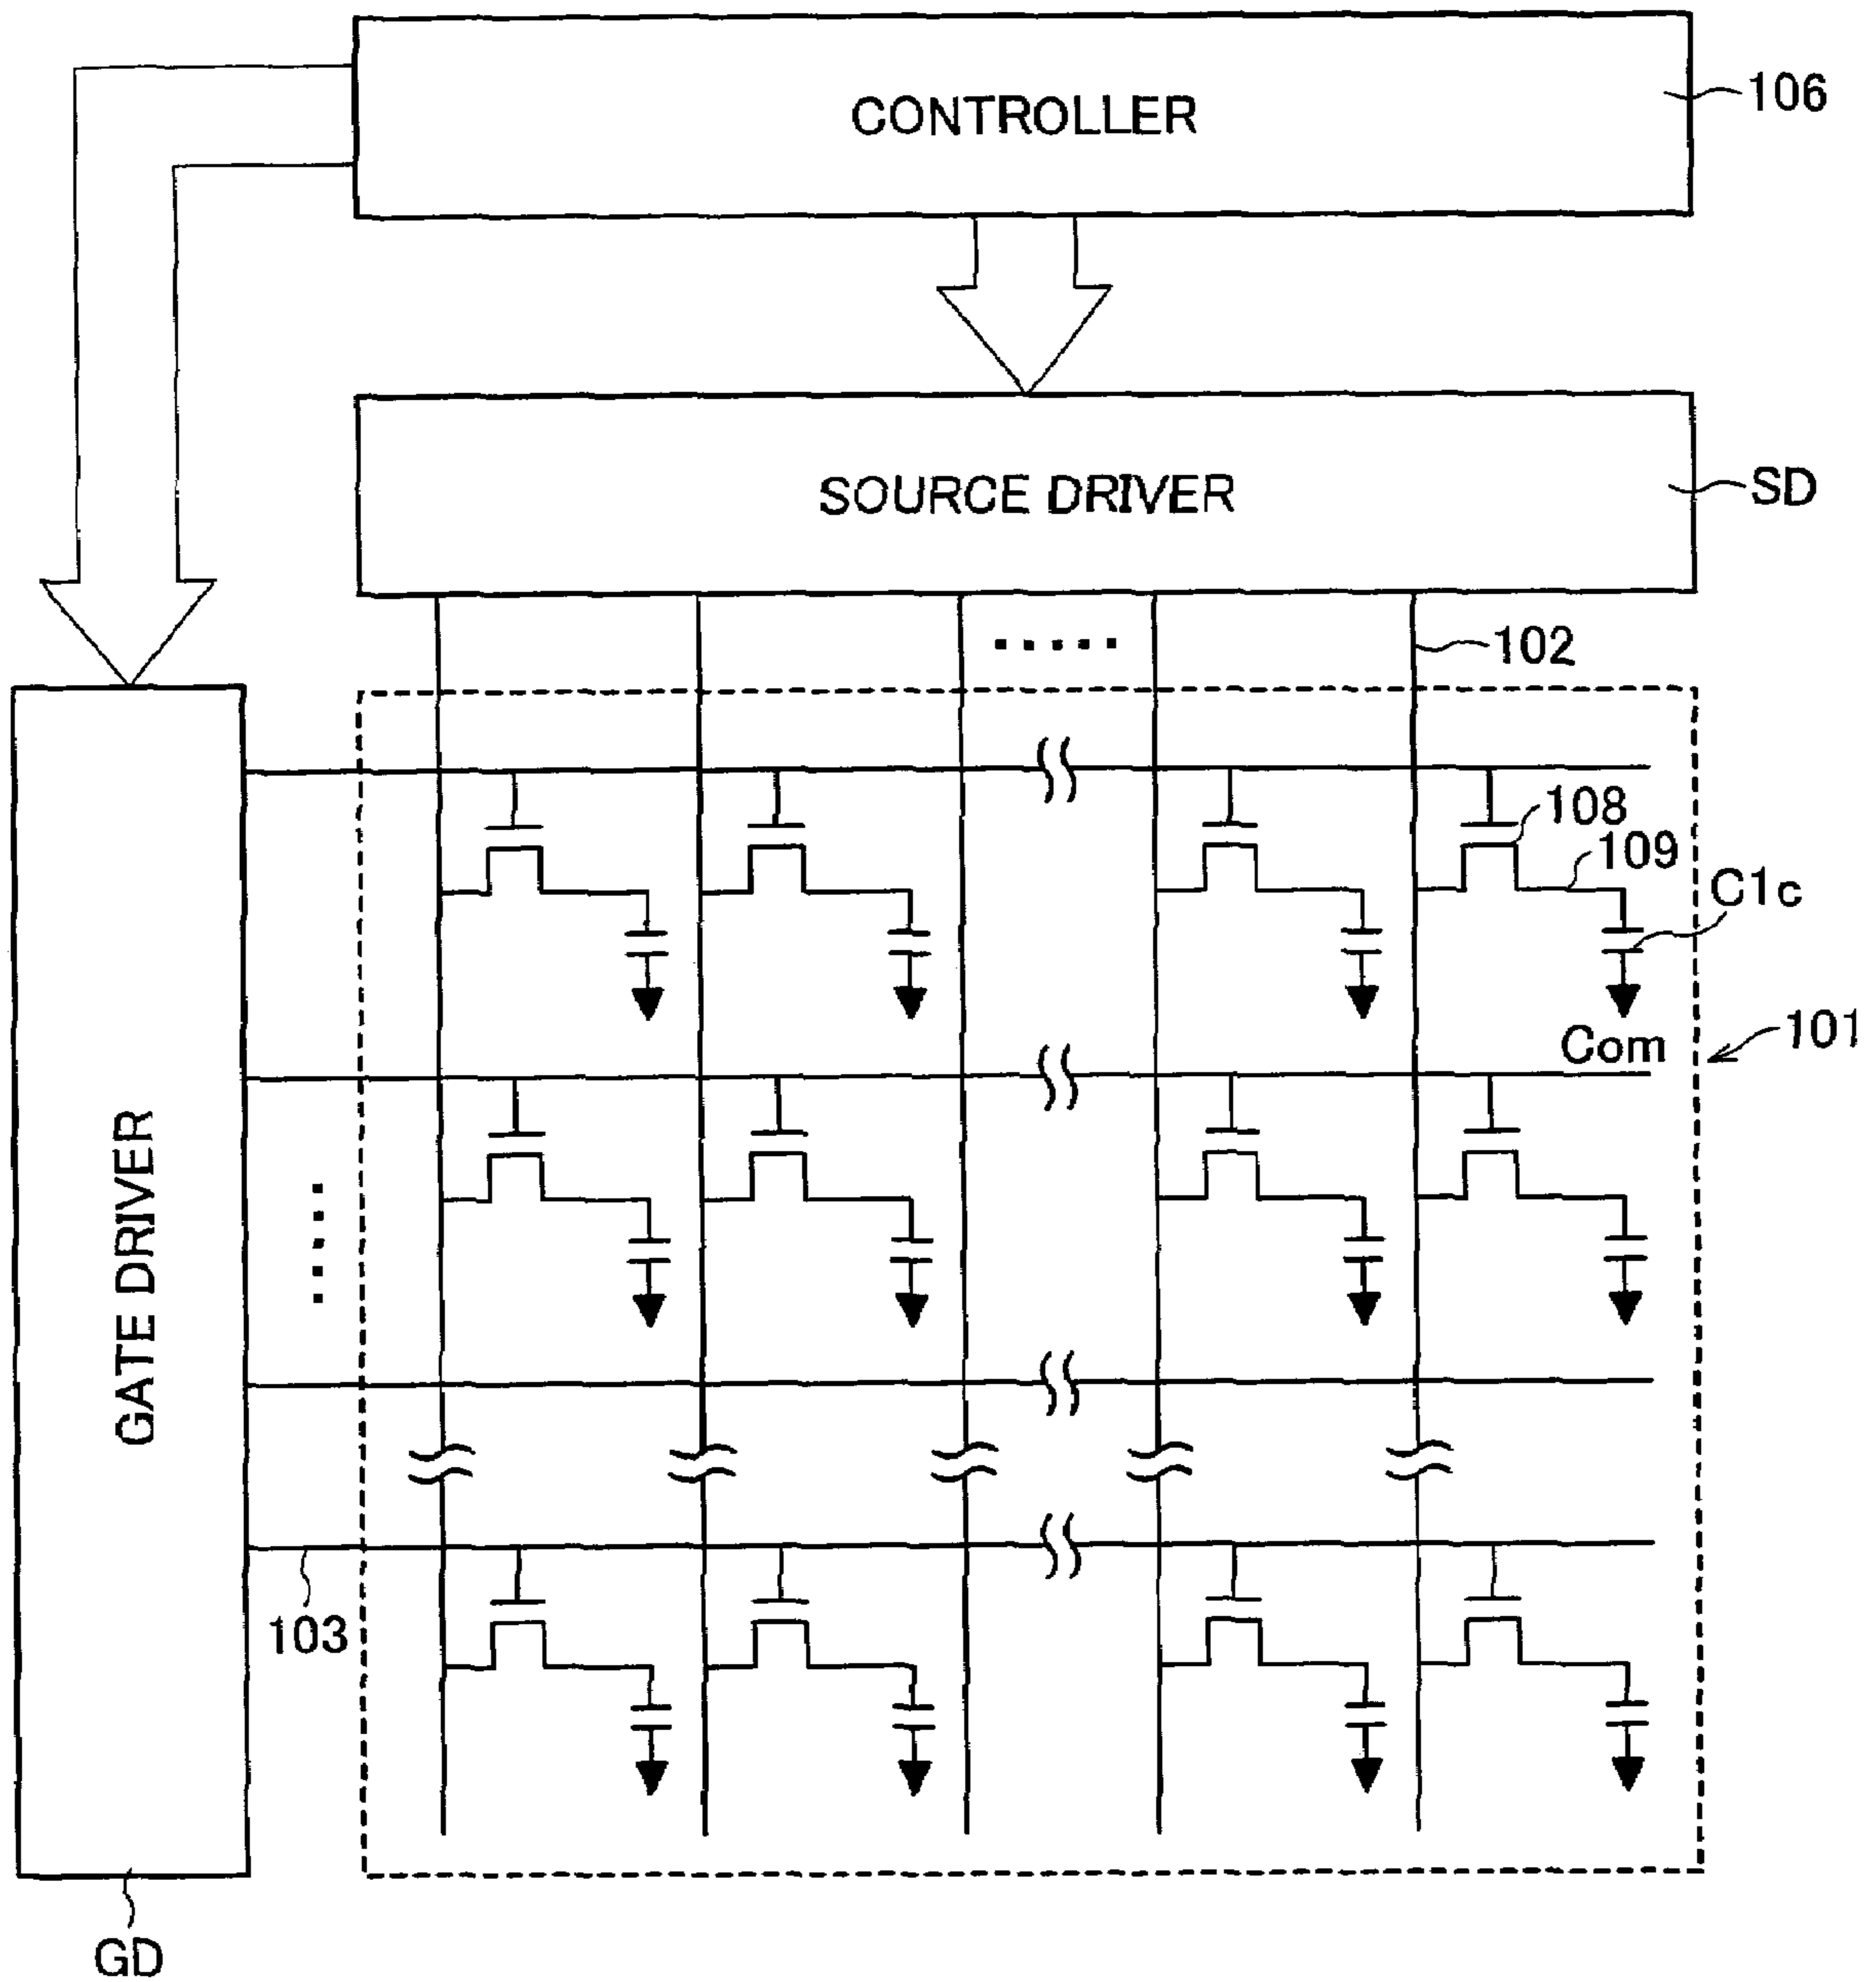 CONTROLLER
106
SOURCE DRIVER
SD
102
108
109
C1c
Com
101
GATE DRIVER
103
GD